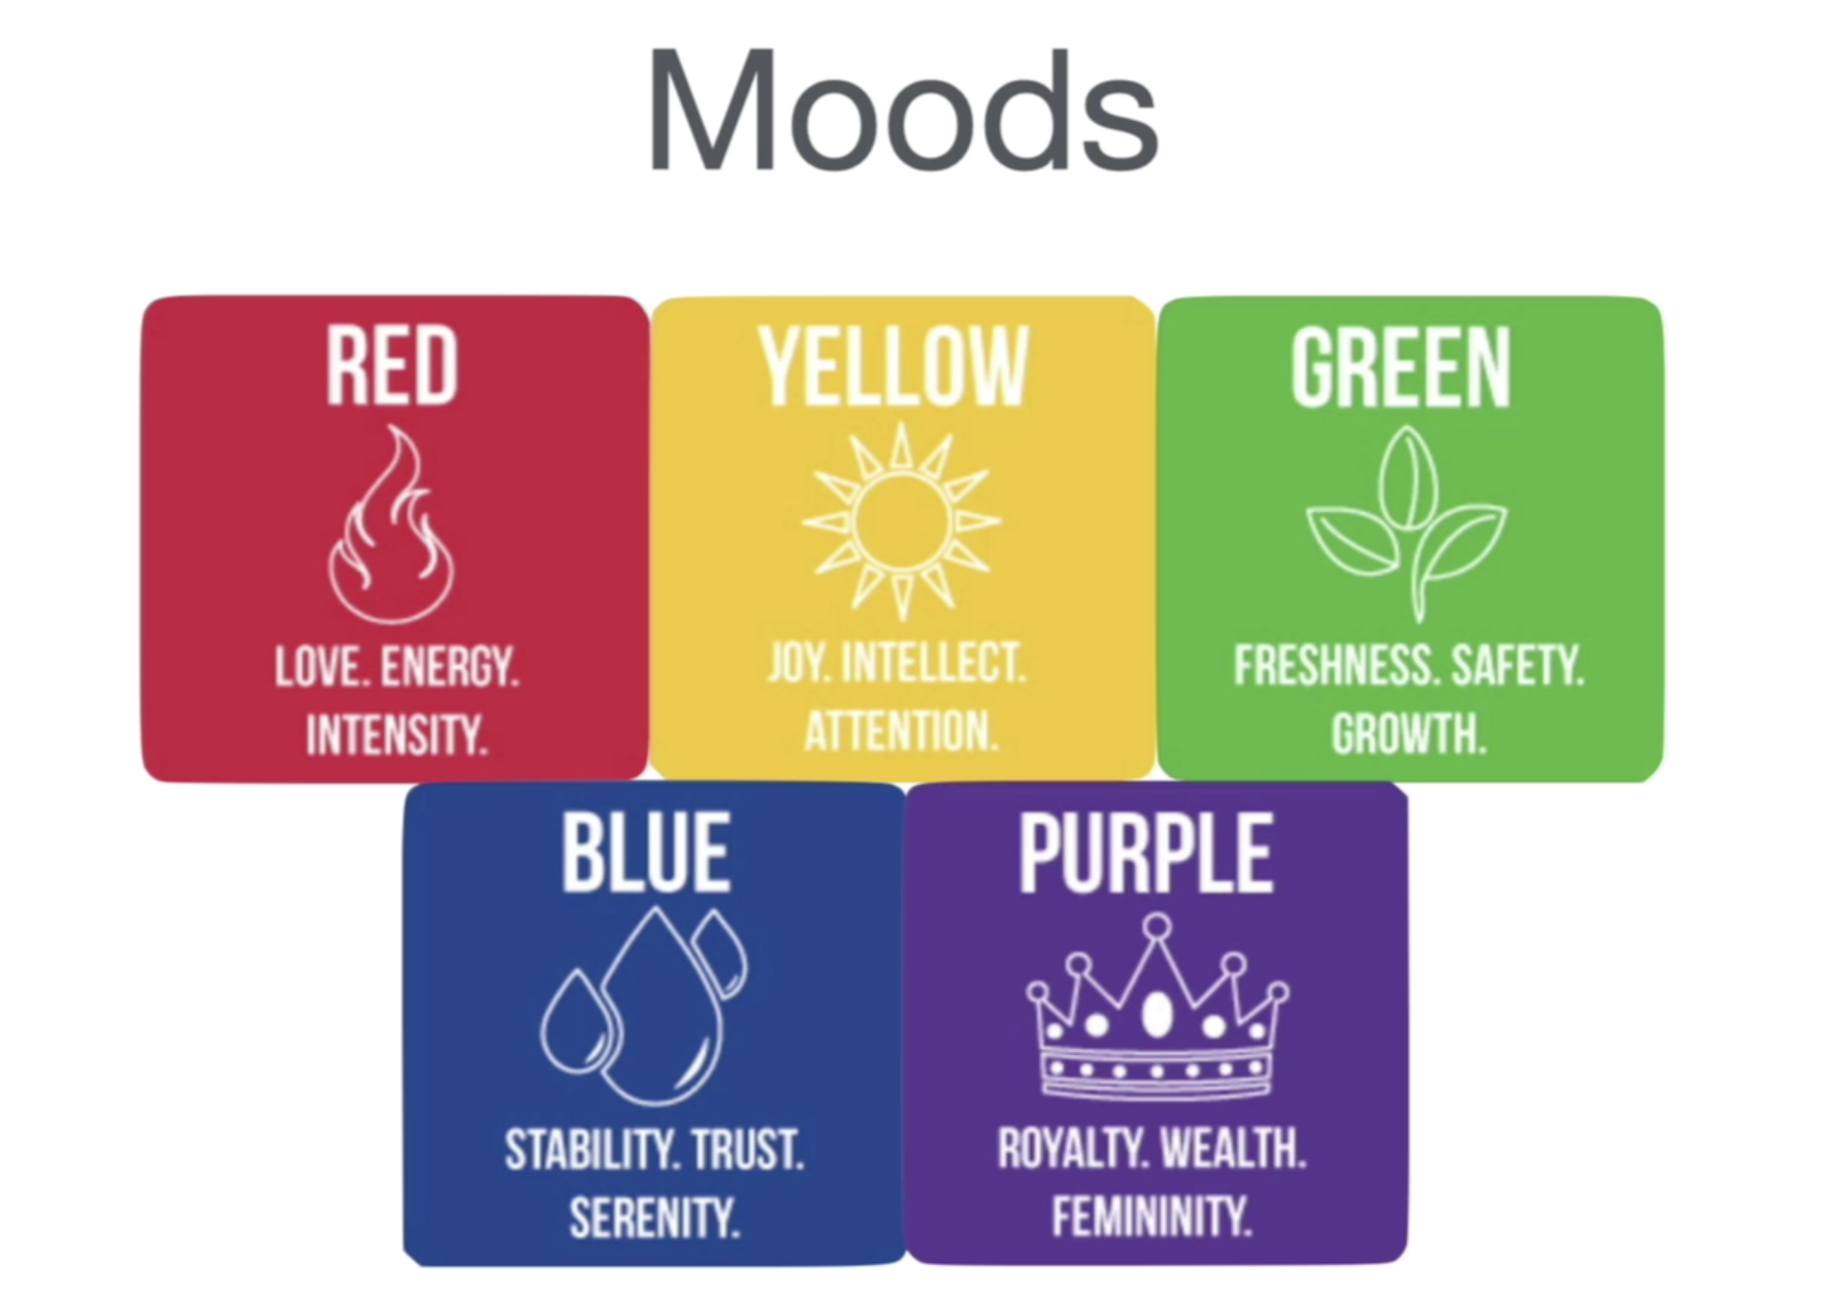 Moods
RED
LOVE. ENERGY.
INTENSITY.
YELLOW
JOY. INTELLECT.
ATTENTION.
GREEN
FRESHNESS. SAFETY.
GROWTH.
BLUE
STABILITY. TRUST.
SERENITY.
PURPLE
ROYALTY. WEALTH.
FEMININITY.